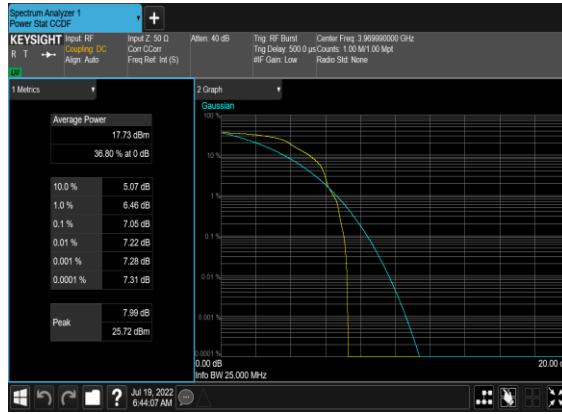 Spectrum Analyzer 1
Power Stat CCDF
+
KEYSIGHT
R T
Input: RF
Coupling: DC
Align: Auto
Input Z: 50 Ω
Corr CCorr
Freq Ref: Int (S)
Atten: 40 dB
Trig: RF Burst
Trig Delay: 500.0 µs
#IF Gain: Low
Center Freq: 3.969990000 GHz
Counts: 1.00 M/1.00 Mpt
Radio Std: None
1 Metrics
Average Power
17.73 dBm
36.80 % at 0 dB
10.0 % 5.07 dB
1.0 % 6.46 dB
0.1 % 7.05 dB
0.01 % 7.22 dB
0.001 % 7.28 dB
0.0001 % 7.31 dB
Peak
7.99 dB
25.72 dBm
2 Graph
Gaussian
100 %
10 %
1 %
0.1 %
0.01 %
0.001 %
0.0001 %
0.00 dB
20.00
Info BW 25.000 MHz
?
Jul 19, 2022
6:44:07 AM